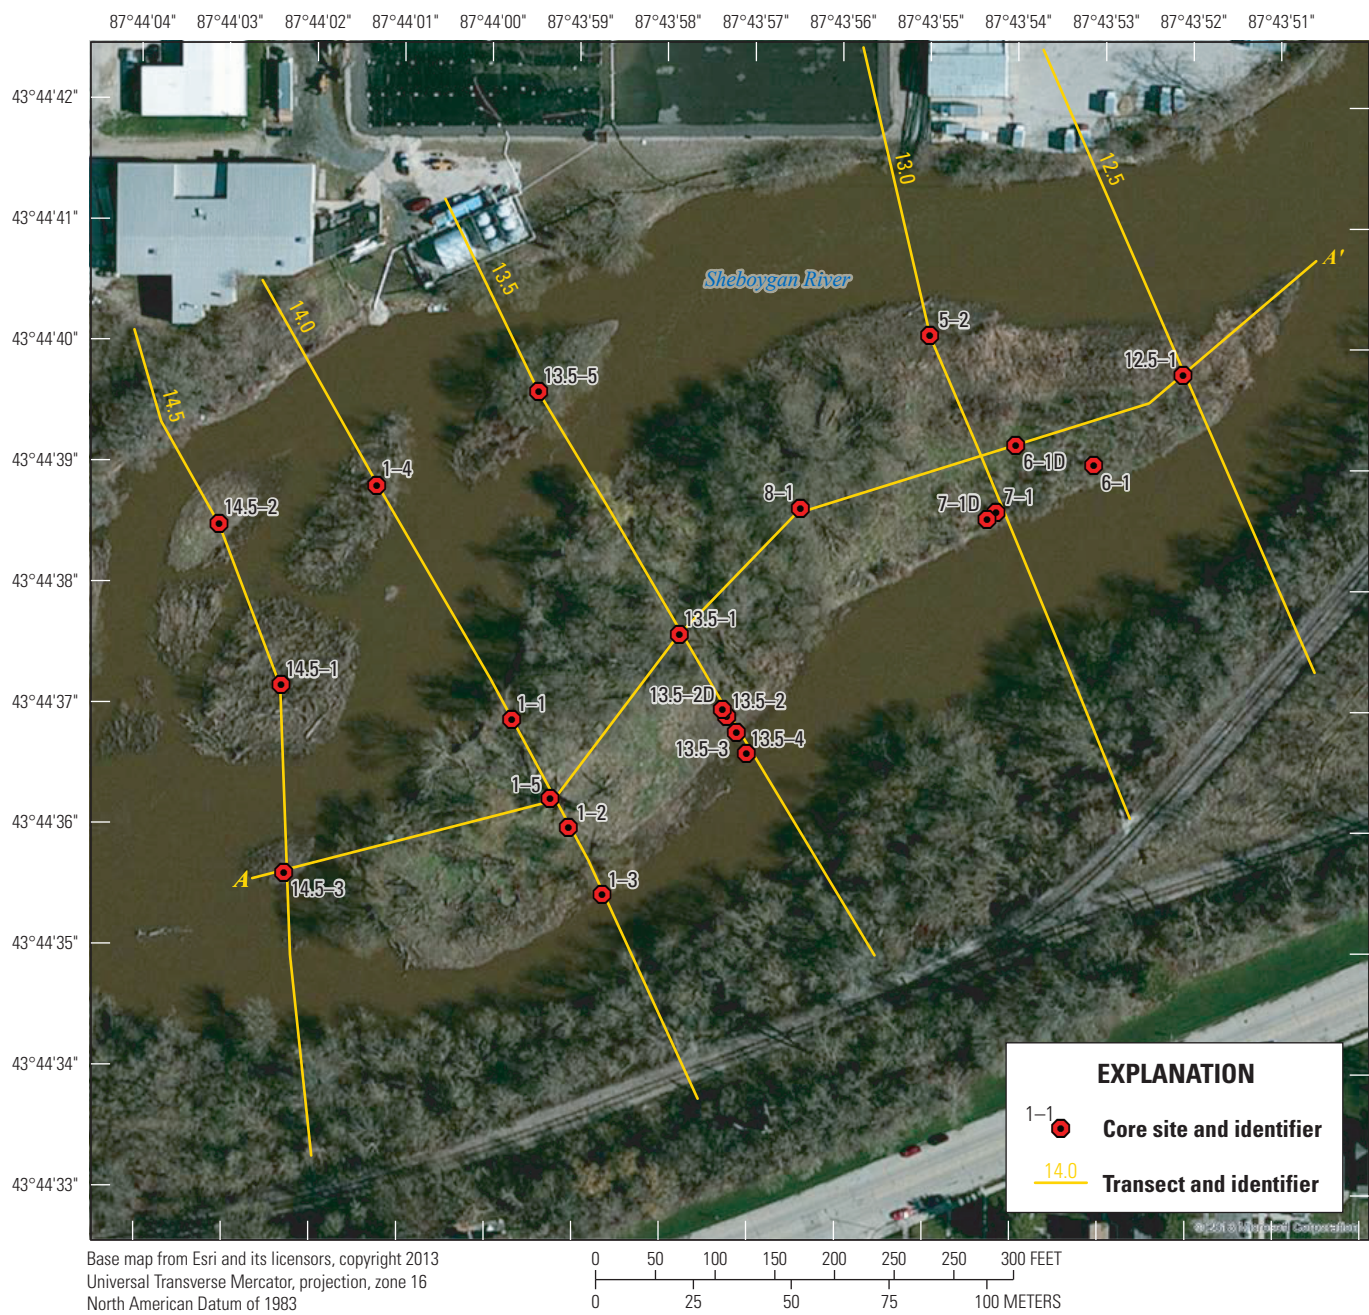 87°44'04" 87°44'03" 87°44'02" 87°44'01" 87°44'00" 87°43'59" 87°43'58" 87°43'57" 87°43'56" 87°43'55" 87°43'54" 87°43'53" 87°43'52" 87°43'51"
43°44'42"
13.0
12.5
43°44'41"
A'
13.5
Sheboygan River
14.0
5–2
43°44'40"
12.5–1
13.5–5
14.5
43°44'39"
6–1D
1–4
6–1
8–1
7–1D
7–1
14.5–2
43°44'38"
13.5–1
14.5–1
43°44'37"
13.5–2D
13.5–2
1–1
13.5–3
13.5–4
1–5
1–2
43°44'36"
A
14.5–3
1–3
43°44'35"
43°44'34"
EXPLANATION
1–1
Core site and identifier
14.0
Transect and identifier
43°44'33"
© 2013 Microsoft Corporation
Base map from Esri and its licensors, copyright 2013
Universal Transverse Mercator, projection, zone 16
North American Datum of 1983
0 50 100 150 200 250 250 300 FEET
0 25 50 75 100 METERS